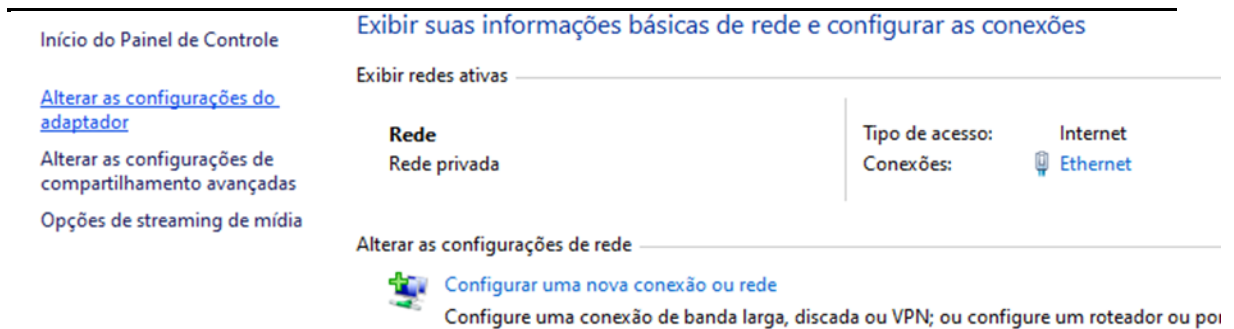 Início do Painel de Controle
Alterar as configurações do
adaptador
Alterar as configurações de
compartilhamento avançadas
Opções de streaming de mídia
Exibir suas informações básicas de rede e configurar as conexões
Exibir redes ativas
Rede
Rede privada
Tipo de acesso: Internet
Conexões: Ethernet
Alterar as configurações de rede
Configurar uma nova conexão ou rede
Configure uma conexão de banda larga, discada ou VPN; ou configure um roteador ou